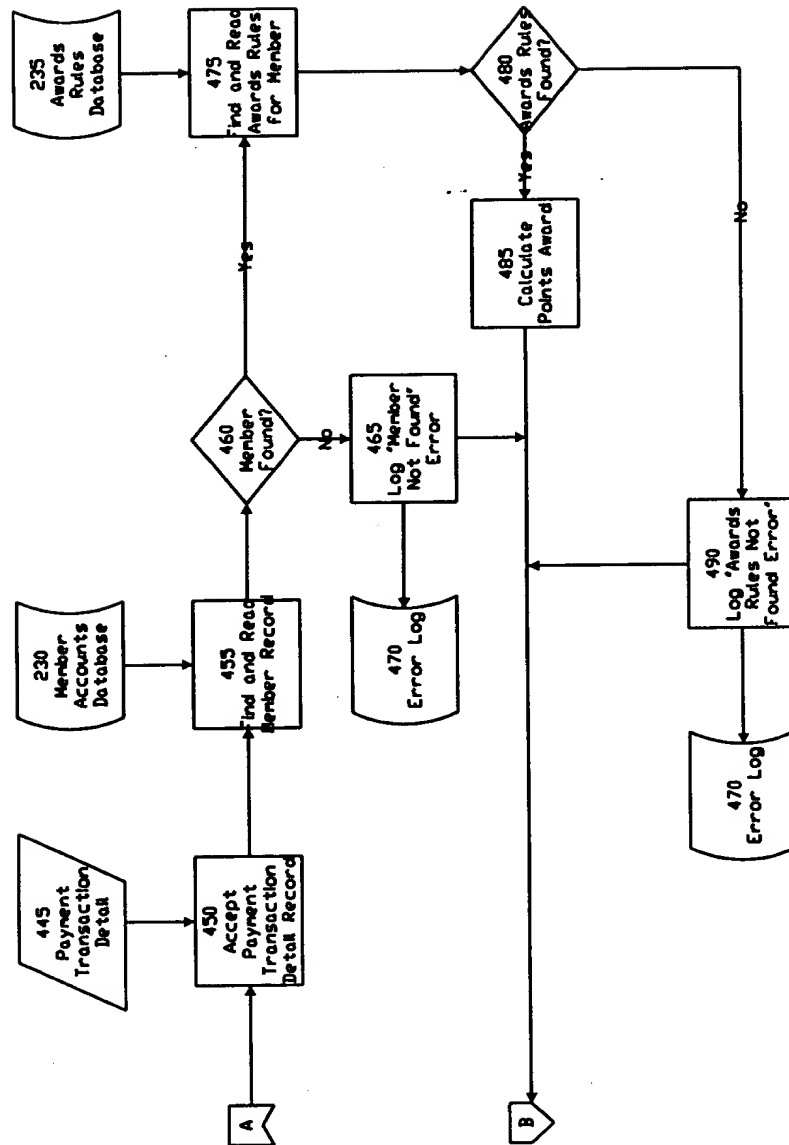 A
445
Payment
Transaction
Detail
450
Accept
Payment
Transaction
Detail Record
230
Member
Accounts
Database
455
Find and Read
Member Record
460
Member
Found?
Yes
No
465
Log "Member
Not Found"
Error
470
Error Log
235
Awards
Rules
Database
475
Find and Read
Awards Rules
for Member
480
Awards Rules
Found?
Yes
No
485
Calculate
Points Award
490
Log "Awards
Rules Not
Found Error"
470
Error Log
B